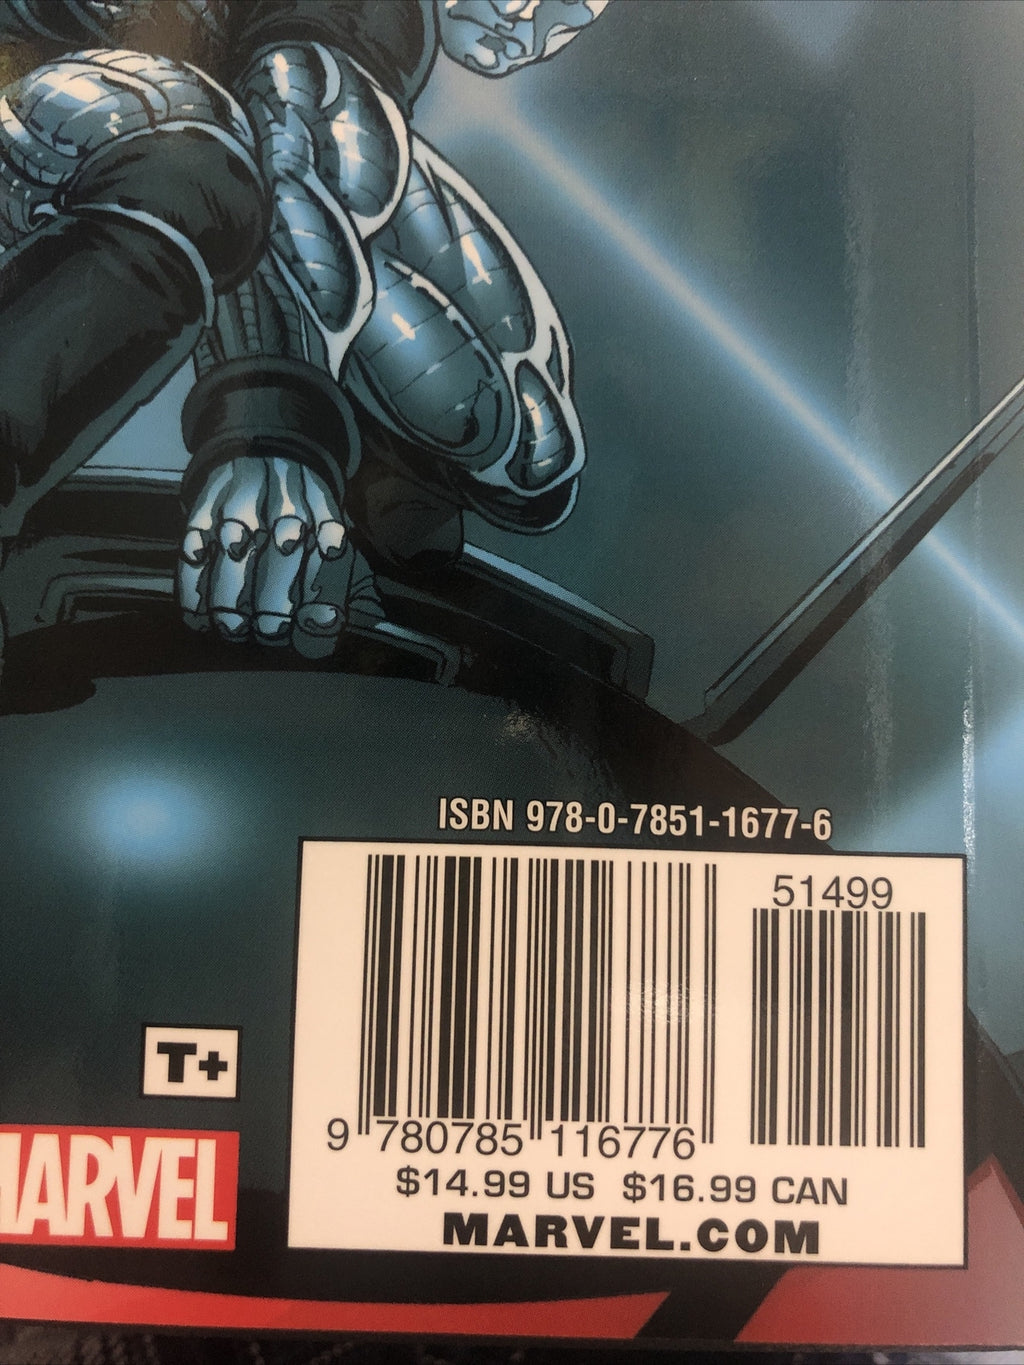 ISBN 978-0-7851-1677-6
51499
T+
9 780785 116776
MARVEL
$14.99 US $16.99 CAN
MARVEL.COM